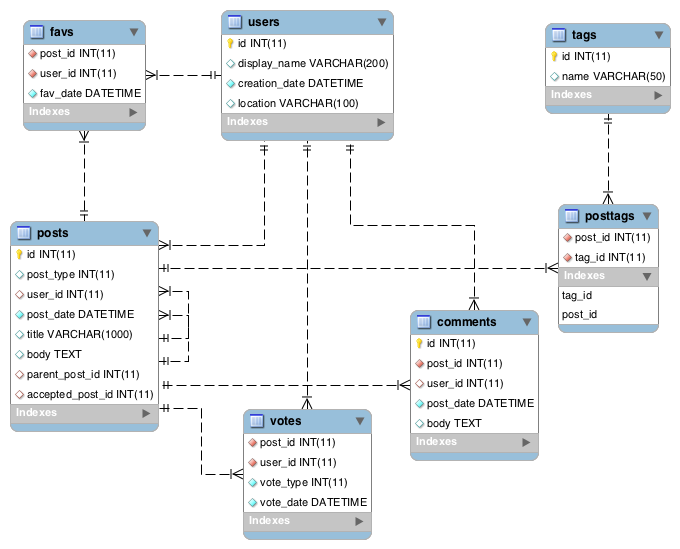 favs
post_id INT(11)
user_id INT(11)
fav_date DATETIME
Indexes
users
id INT(11)
display_name VARCHAR(200)
creation_date DATETIME
location VARCHAR(100)
Indexes
tags
id INT(11)
name VARCHAR(50)
Indexes
posts
id INT(11)
post_type INT(11)
user_id INT(11)
post_date DATETIME
title VARCHAR(1000)
body TEXT
parent_post_id INT(11)
accepted_post_id INT(11)
Indexes
posttags
post_id INT(11)
tag_id INT(11)
Indexes
tag_id
post_id
comments
id INT(11)
post_id INT(11)
user_id INT(11)
post_date DATETIME
body TEXT
Indexes
votes
post_id INT(11)
user_id INT(11)
vote_type INT(11)
vote_date DATETIME
Indexes